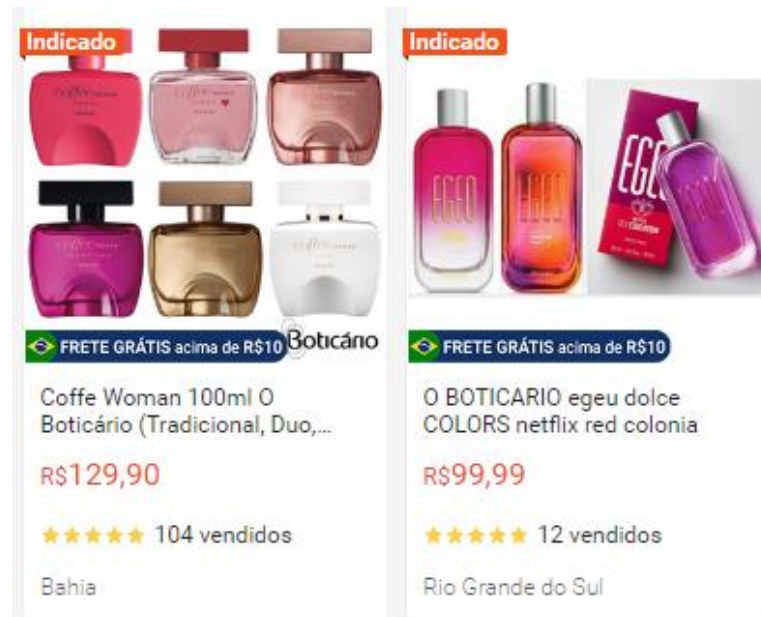 Indicado
Indicado
coffee woman
EGEO
EGEO
EGEO
Boticário
FRETE GRÁTIS acima de R$10
FRETE GRÁTIS acima de R$10
Coffe Woman 100ml O
Boticário (Tradicional, Duo,...
O BOTICARIO egeu dolce
COLORS netflix red colonia
R$129,90
R$99,99
104 vendidos
12 vendidos
Bahia
Rio Grande do Sul